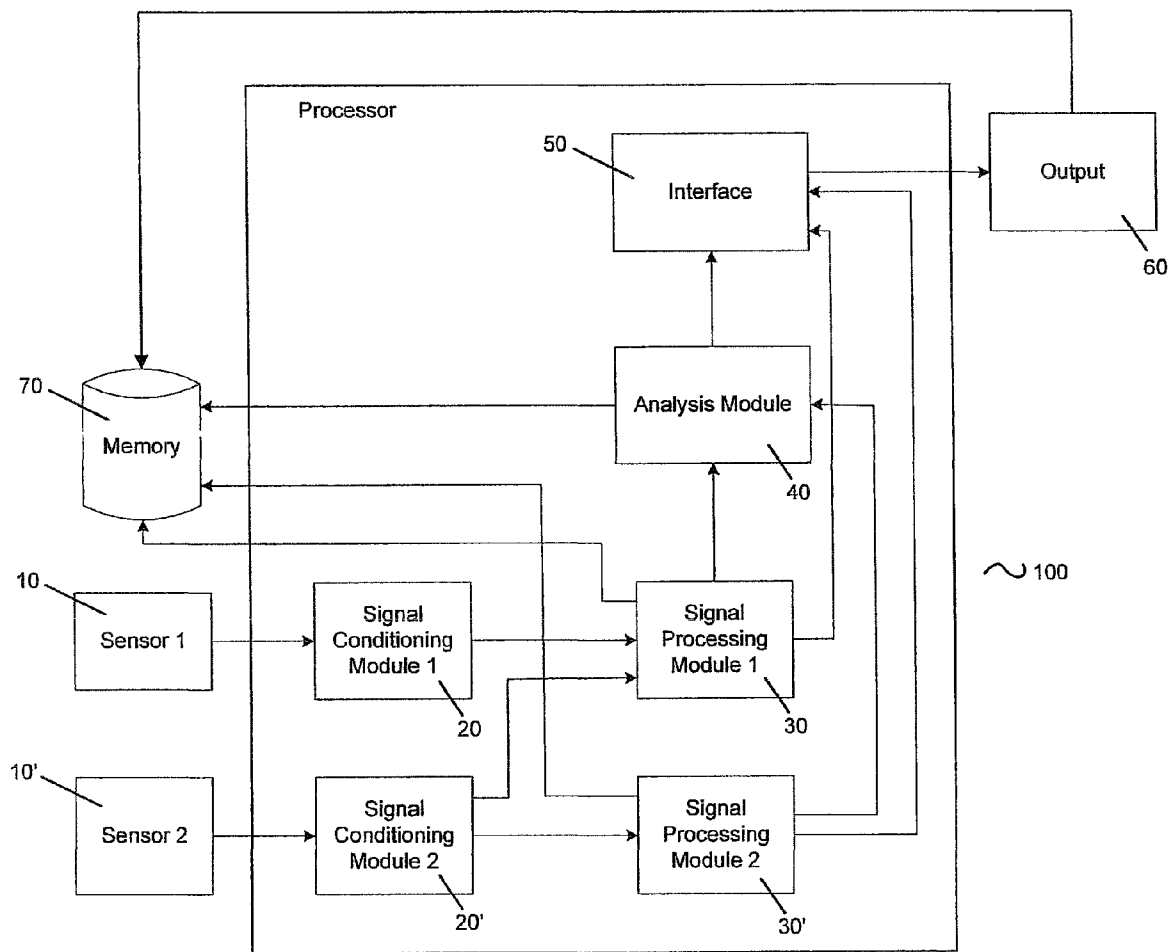 Processor
50
Interface
Output
60
70
Memory
Analysis Module
40
10
Sensor 1
Signal
Conditioning
Module 1
20
Signal
Processing
Module 1
30
100
10'
Sensor 2
Signal
Conditioning
Module 2
20'
Signal
Processing
Module 2
30'